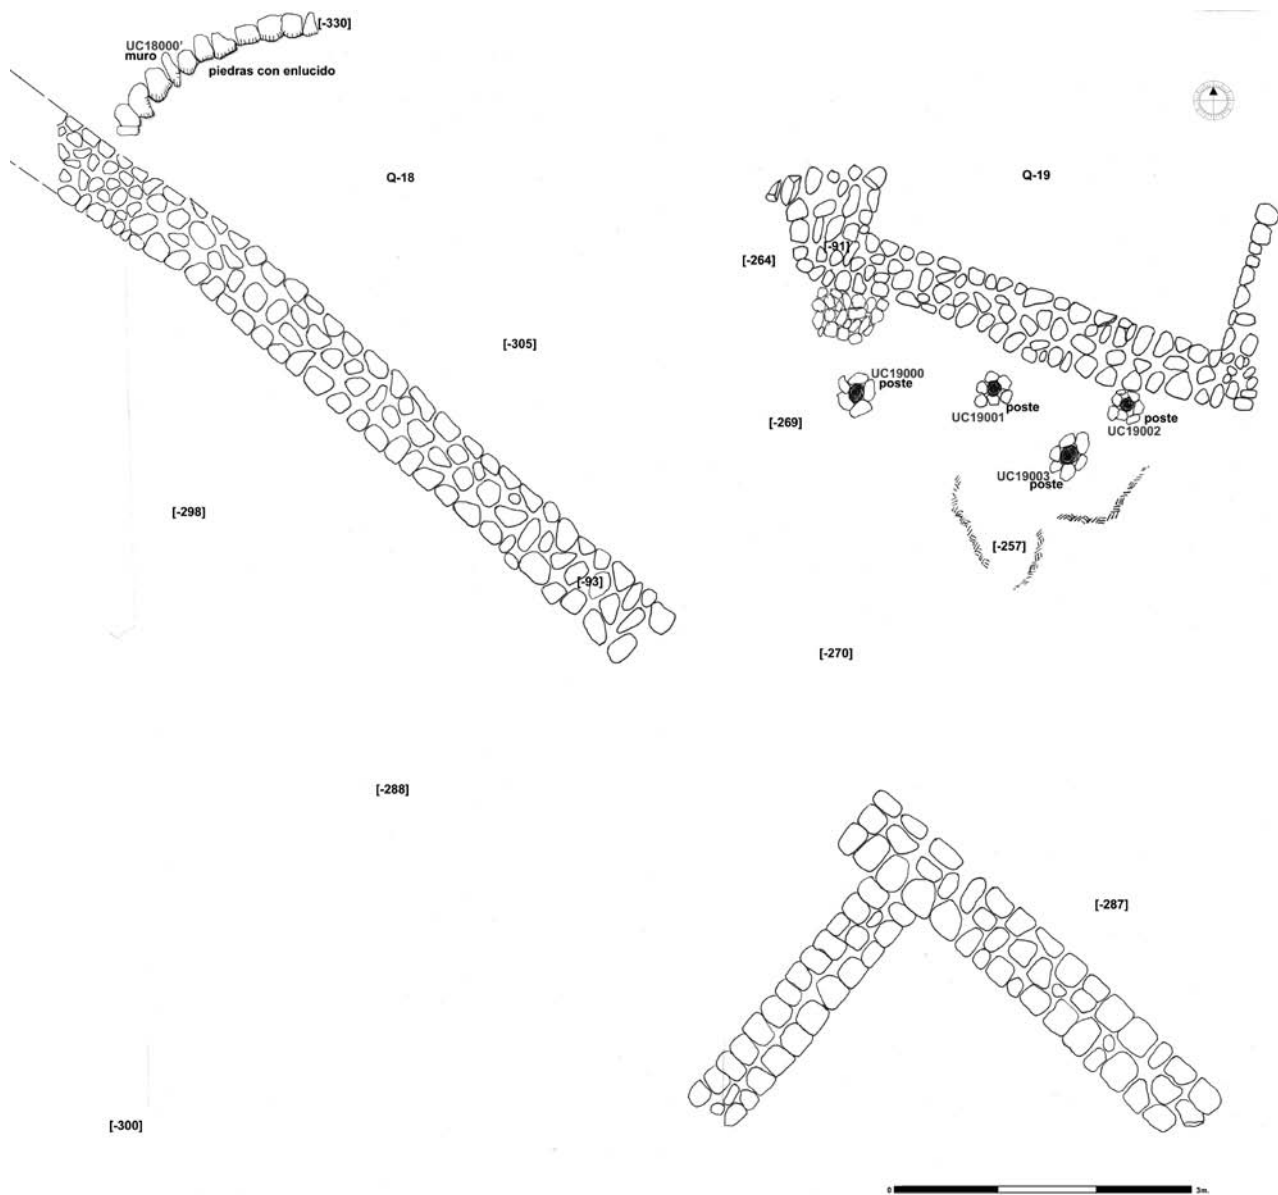 [-330]
UC18000'
muro
piedras con enlucido
Q-18
Q-19
[-91]
[-264]
[-305]
UC19000
poste
UC19001
poste
poste
UC19002
[-269]
UC19003
poste
[-298]
[-257]
[-93]
[-270]
[-288]
[-287]
[-300]
0
3m.